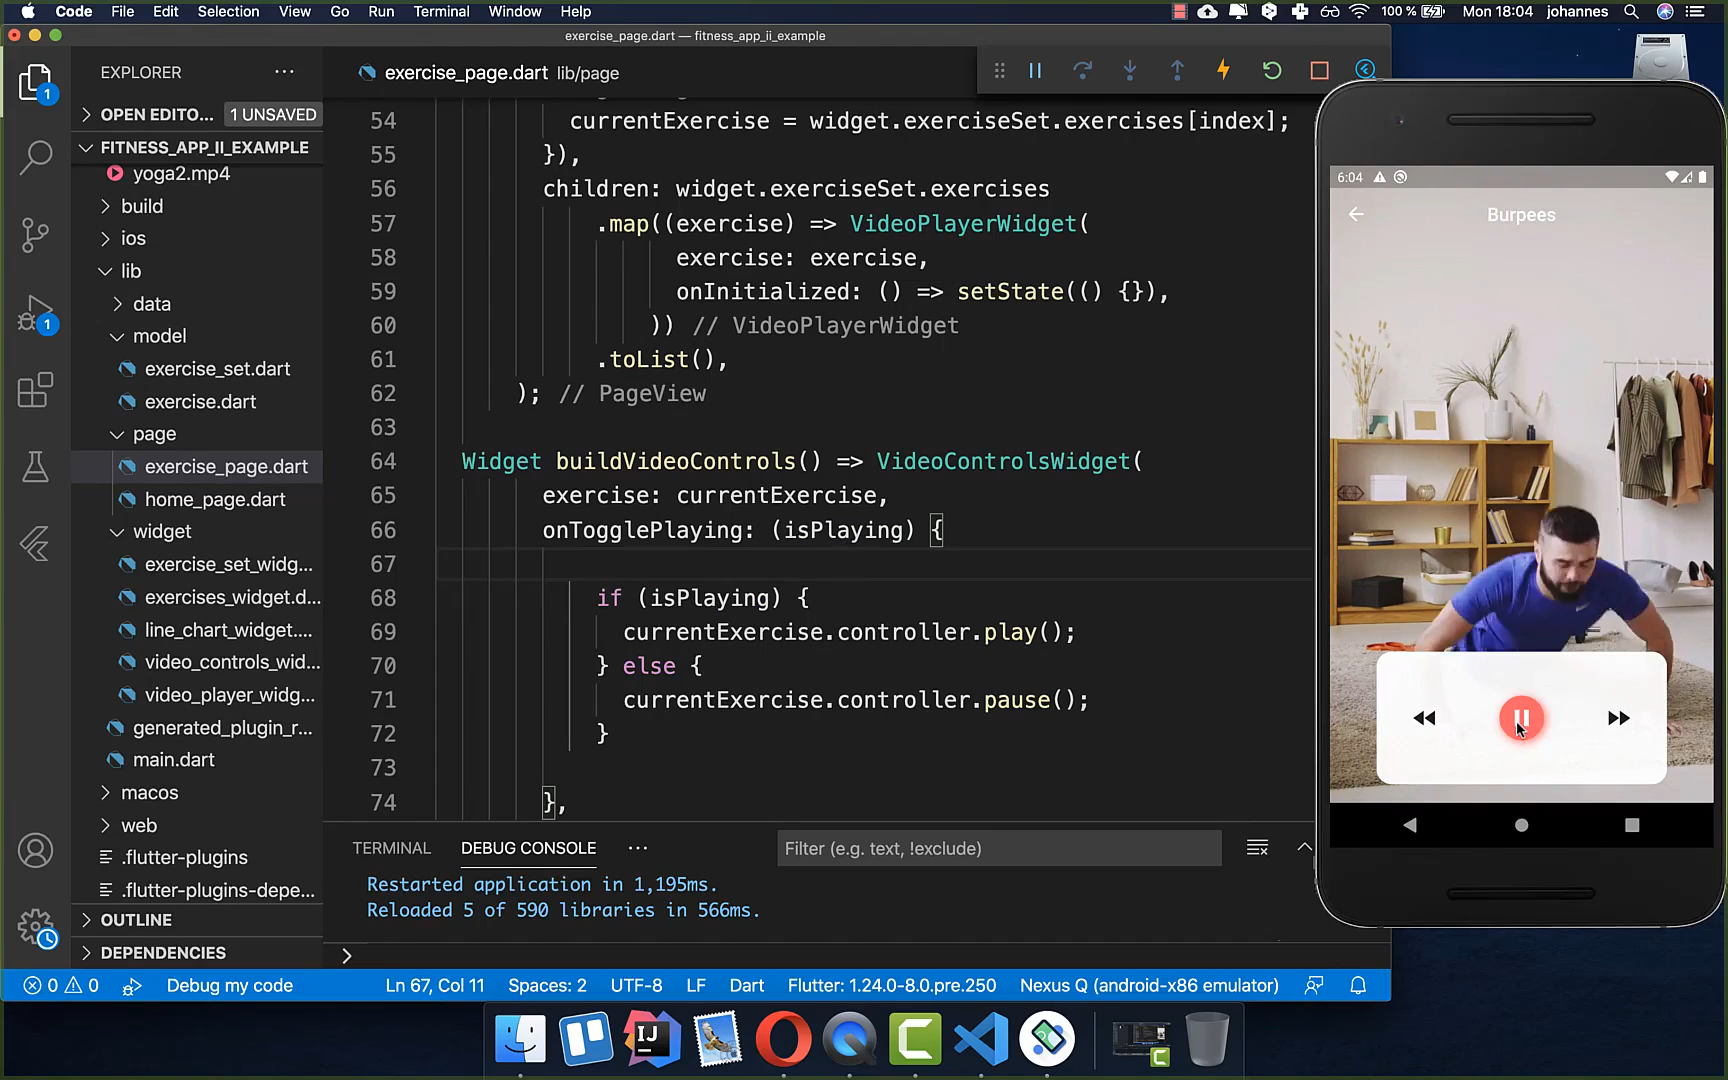 Code File Edit Selection View Go Run Terminal Window Help
100 % Mon 18:04 johannes
exercise_page.dart — fitness_app_ii_example
EXPLORER
OPEN EDITO... 1 UNSAVED
FITNESS_APP_II_EXAMPLE
yoga2.mp4
build
ios
lib
data
model
exercise_set.dart
exercise.dart
page
exercise_page.dart
home_page.dart
widget
exercise_set_widg...
exercises_widget.d...
line_chart_widget....
video_controls_wid...
video_player_widg...
generated_plugin_r...
main.dart
macos
web
.flutter-plugins
.flutter-plugins-depe...
OUTLINE
DEPENDENCIES
1
1
exercise_page.dart lib/page
54 currentExercise = widget.exerciseSet.exercises[index];
55 }),
56 children: widget.exerciseSet.exercises
57 .map((exercise) => VideoPlayerWidget(
58 exercise: exercise,
59 onInitialized: () => setState(() {}),
60 )) // VideoPlayerWidget
61 .toList(),
62 ); // PageView
63
64 Widget buildVideoControls() => VideoControlsWidget(
65 exercise: currentExercise,
66 onTogglePlaying: (isPlaying) {
67
68 if (isPlaying) {
69 currentExercise.controller.play();
70 } else {
71 currentExercise.controller.pause();
72 }
73
74 },
TERMINAL DEBUG CONSOLE ...
Filter (e.g. text, !exclude)
Restarted application in 1,195ms.
Reloaded 5 of 590 libraries in 566ms.
0 0 Debug my code Ln 67, Col 11 Spaces: 2 UTF-8 LF Dart Flutter: 1.24.0-8.0.pre.250 Nexus Q (android-x86 emulator)
6:04
Burpees
IJ